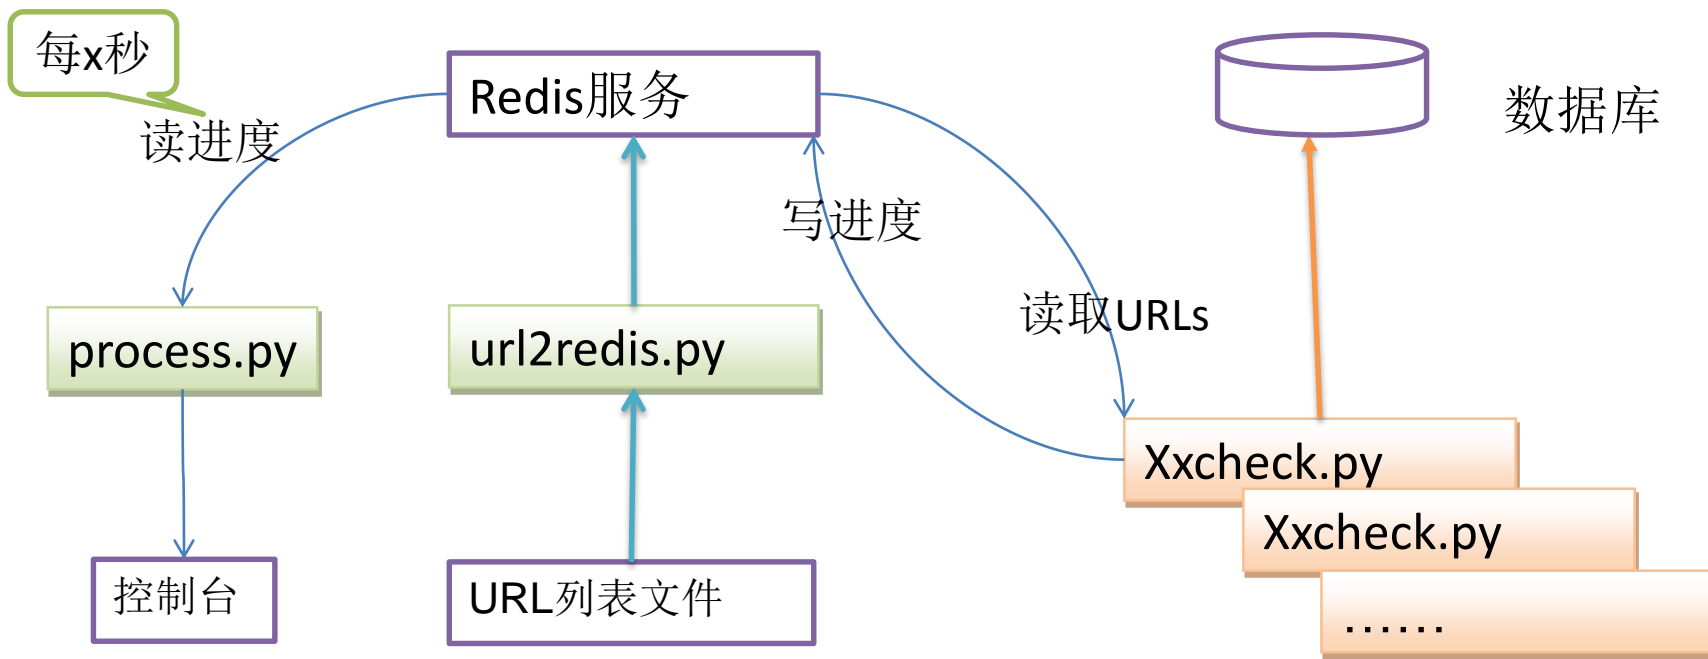 每x秒
Redis服务
数据库
读进度
写进度
读取URLs
process.py
url2redis.py
Xxcheck.py
Xxcheck.py
控制台
URL列表文件
......